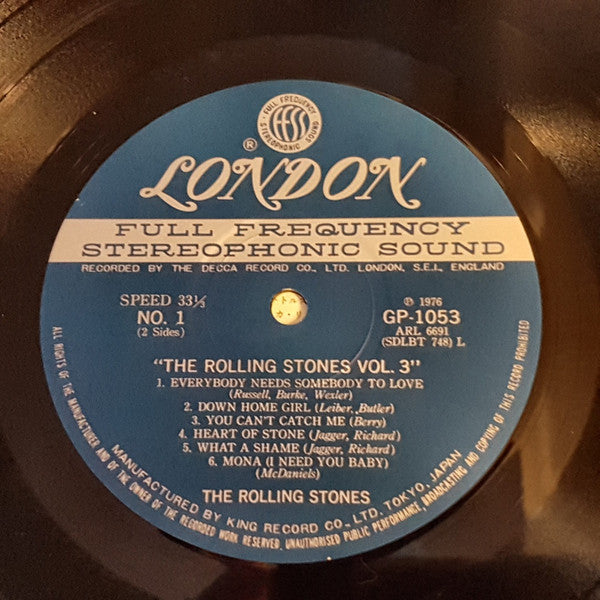 FULL FREQUENCY
STEREOPHONIC SOUND
ffss
®
LONDON
FULL FREQUENCY
STEREOPHONIC SOUND
RECORDED BY THE DECCA RECORD CO., LTD. LONDON, S.E.I., ENGLAND
SPEED 33⅓
NO. 1
(2 Sides)
℗ 1976
GP-1053
ARL 6691
(SDLBT 748) L
"THE ROLLING STONES VOL. 3"
1. EVERYBODY NEEDS SOMEBODY TO LOVE
(Russell, Burke, Wexler)
2. DOWN HOME GIRL (Leiber, Butler)
3. YOU CAN'T CATCH ME (Berry)
4. HEART OF STONE (Jagger, Richard)
5. WHAT A SHAME (Jagger, Richard)
6. MONA (I NEED YOU BABY)
(McDaniels)
THE ROLLING STONES
MANUFACTURED BY KING RECORD CO., LTD. TOKYO, JAPAN
ALL RIGHTS OF THE MANUFACTURER AND OF THE OWNER OF THE RECORDED WORK RESERVED. UNAUTHORISED PUBLIC PERFORMANCE, BROADCASTING AND COPYING OF THIS RECORD PROHIBITED